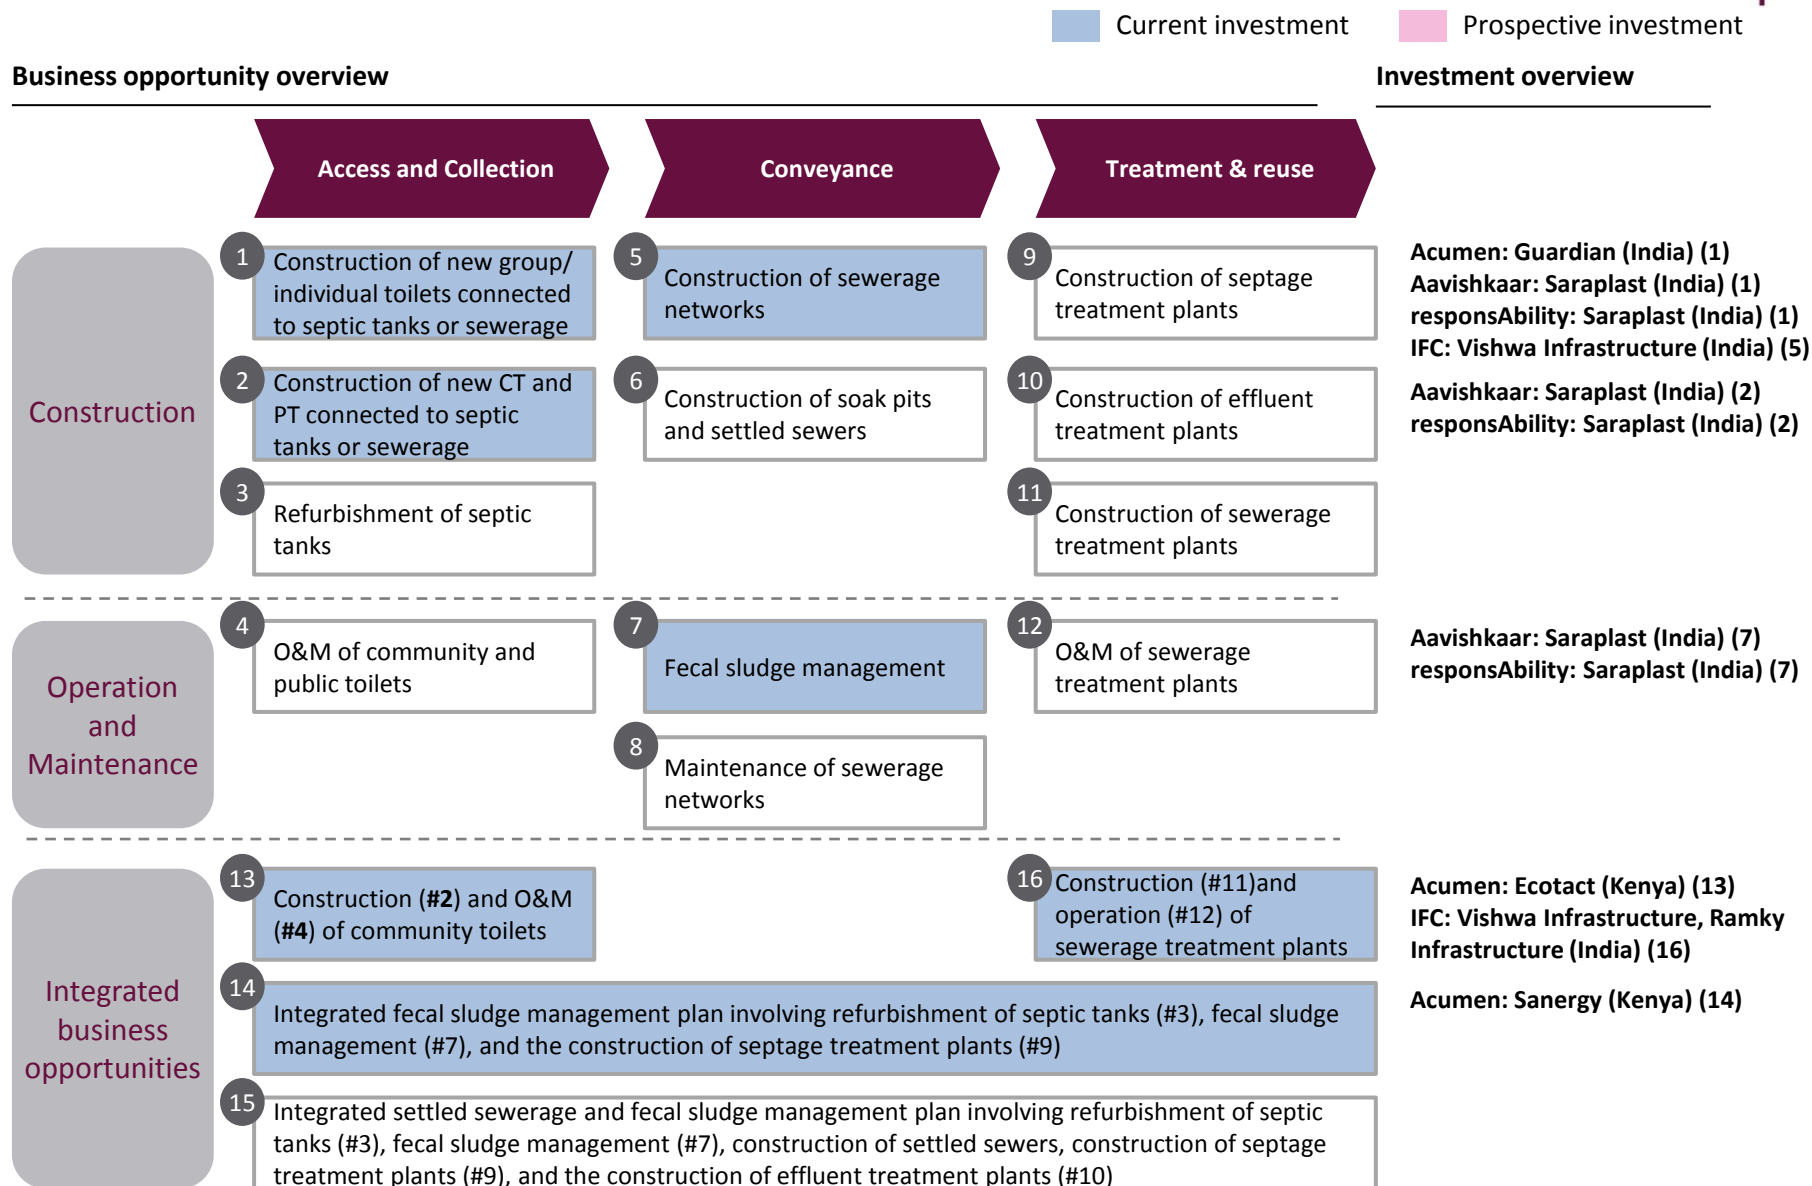 Current investment
Prospective investment
Business opportunity overview
Investment overview
Access and Collection
Conveyance
Treatment & reuse
Construction
1
Construction of new group/
individual toilets connected
to septic tanks or sewerage
5
Construction of sewerage
networks
9
Construction of septage
treatment plants
Acumen: Guardian (India) (1)
Aavishkaar: Saraplast (India) (1)
responsAbility: Saraplast (India) (1)
IFC: Vishwa Infrastructure (India) (5)
2
Construction of new CT and
PT connected to septic
tanks or sewerage
6
Construction of soak pits
and settled sewers
10
Construction of effluent
treatment plants
Aavishkaar: Saraplast (India) (2)
responsAbility: Saraplast (India) (2)
3
Refurbishment of septic
tanks
11
Construction of sewerage
treatment plants
Operation
and
Maintenance
4
O&M of community and
public toilets
7
Fecal sludge management
12
O&M of sewerage
treatment plants
Aavishkaar: Saraplast (India) (7)
responsAbility: Saraplast (India) (7)
8
Maintenance of sewerage
networks
Integrated
business
opportunities
13
Construction (#2) and O&M
(#4) of community toilets
16
Construction (#11)and
operation (#12) of
sewerage treatment plants
Acumen: Ecotact (Kenya) (13)
IFC: Vishwa Infrastructure, Ramky
Infrastructure (India) (16)
14
Integrated fecal sludge management plan involving refurbishment of septic tanks (#3), fecal sludge
management (#7), and the construction of septage treatment plants (#9)
Acumen: Sanergy (Kenya) (14)
15
Integrated settled sewerage and fecal sludge management plan involving refurbishment of septic
tanks (#3), fecal sludge management (#7), construction of settled sewers, construction of septage
treatment plants (#9), and the construction of effluent treatment plants (#10)